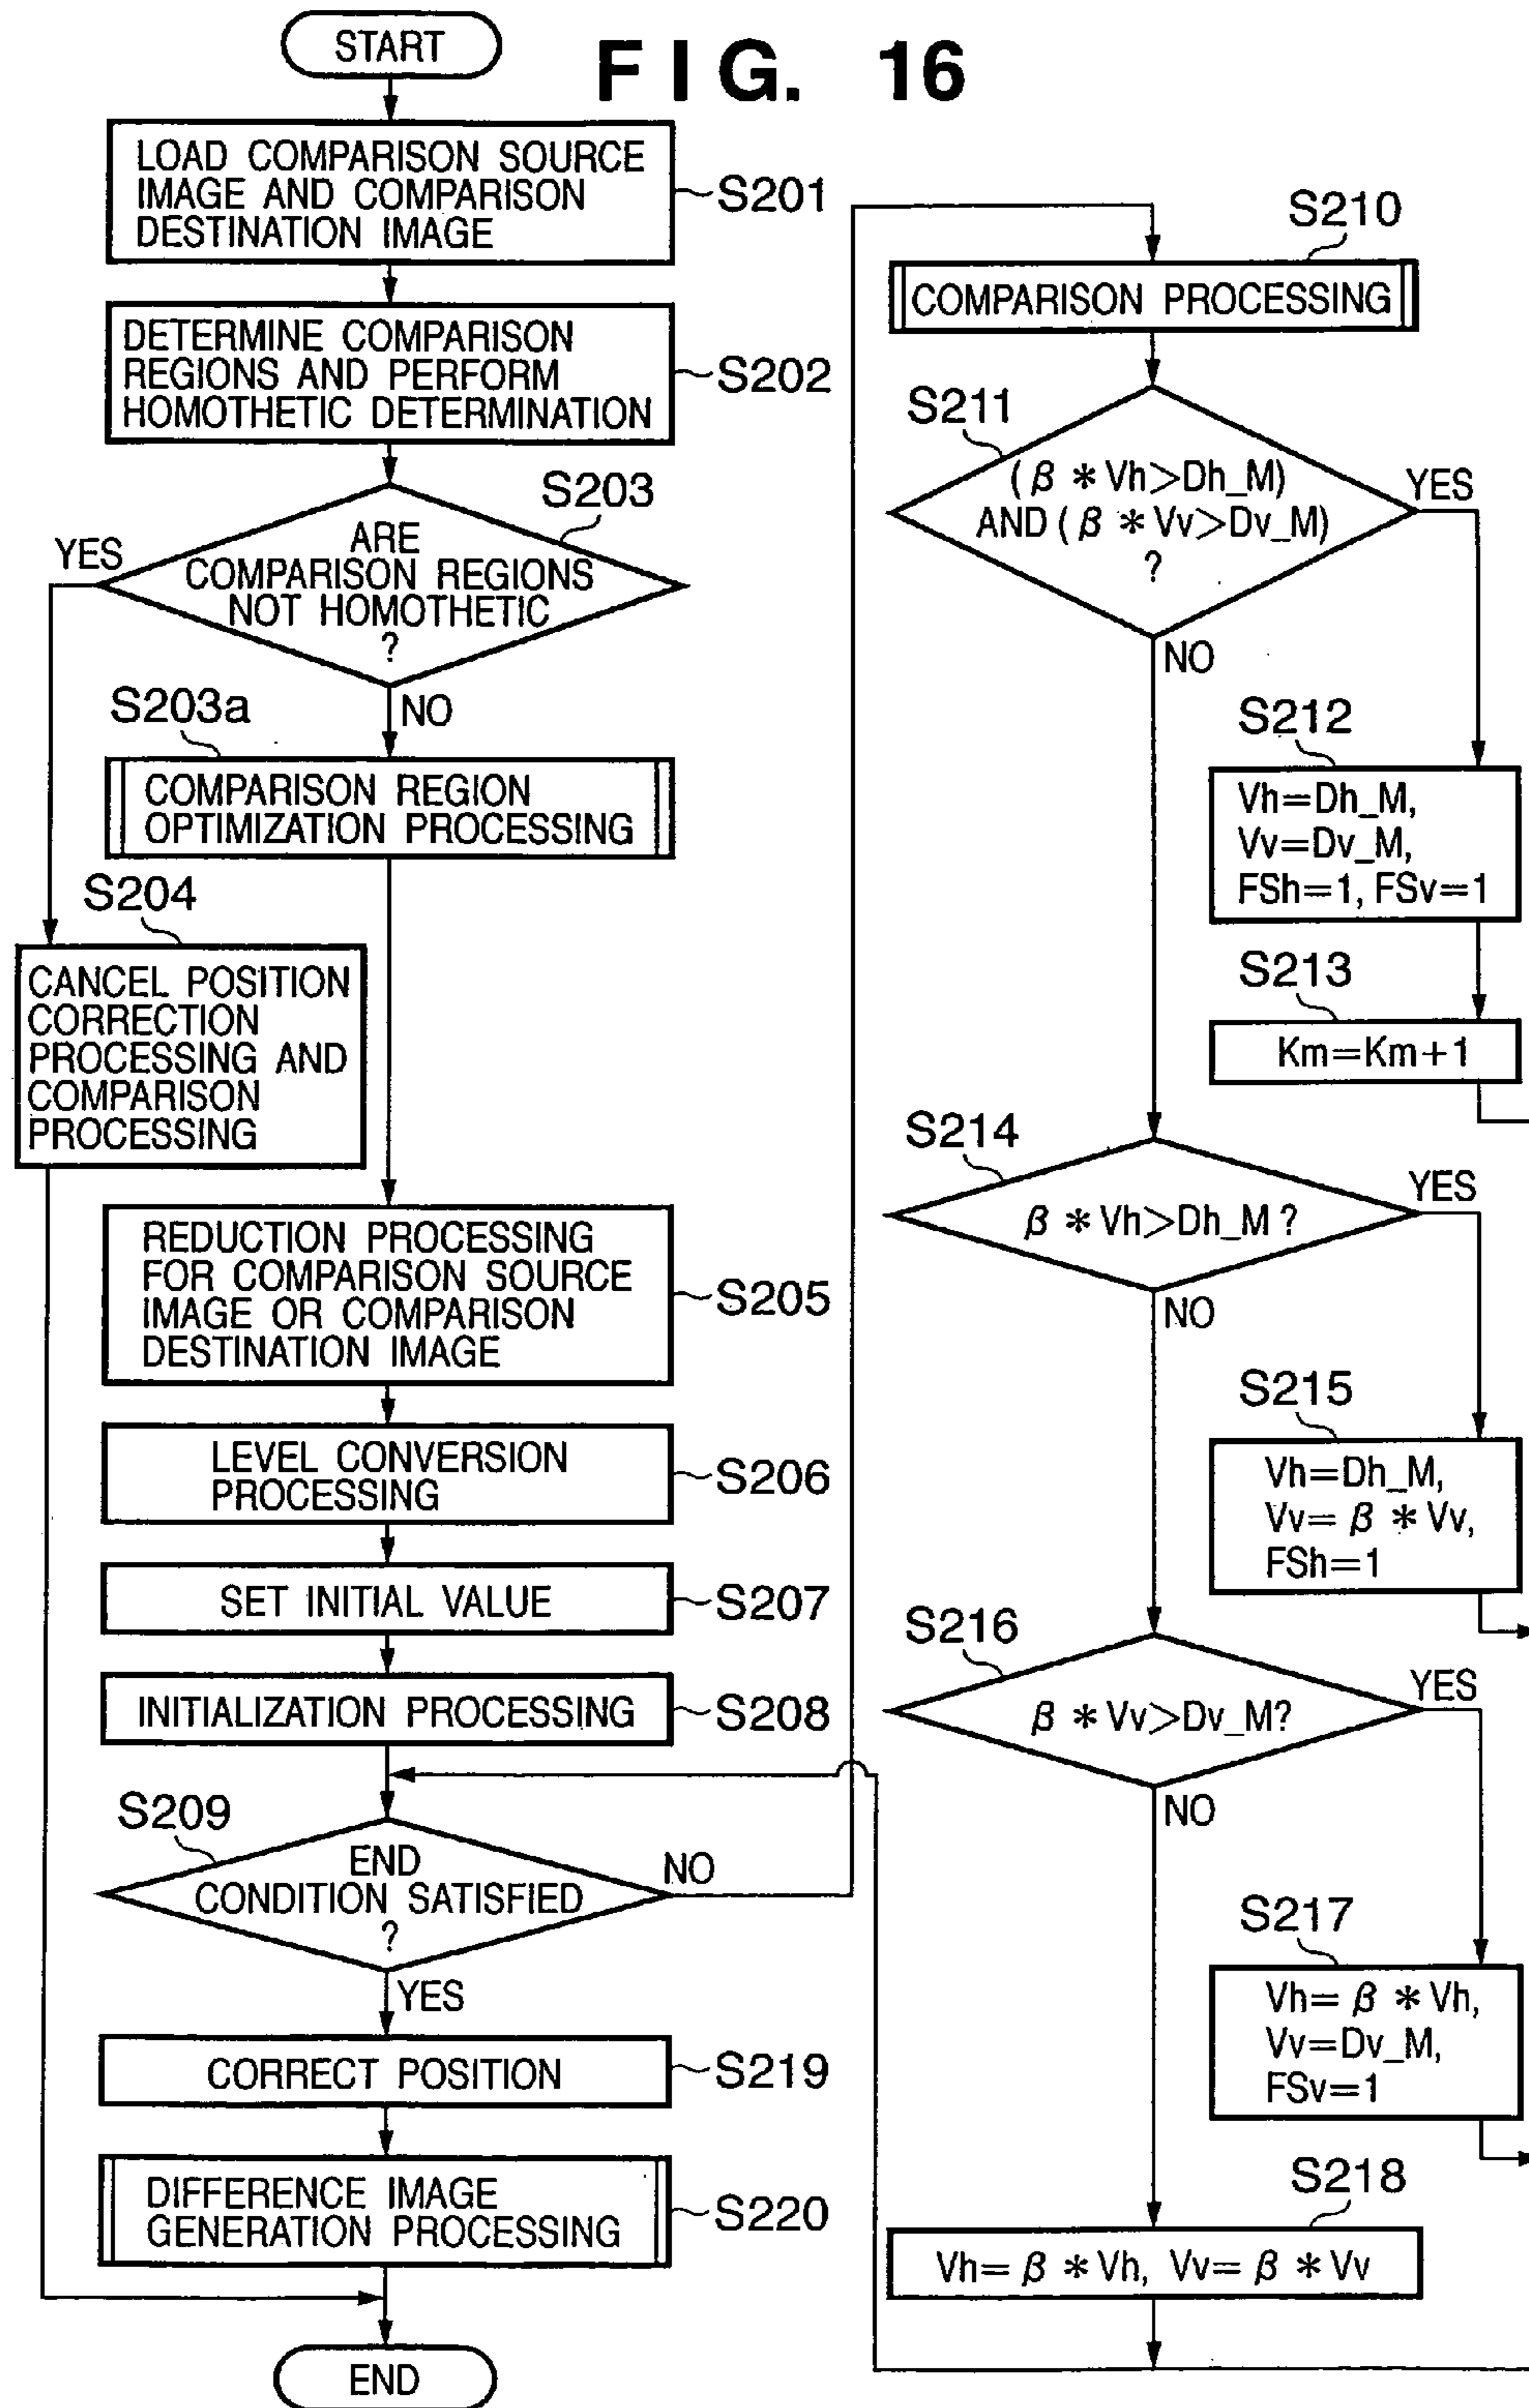 FIG. 16
START
LOAD COMPARISON SOURCE
IMAGE AND COMPARISON
DESTINATION IMAGE
S201
DETERMINE COMPARISON
REGIONS AND PERFORM
HOMOTHETIC DETERMINATION
S202
S203
ARE
COMPARISON REGIONS
NOT HOMOTHETIC
?
YES
NO
S203a
COMPARISON REGION
OPTIMIZATION PROCESSING
S204
CANCEL POSITION
CORRECTION
PROCESSING AND
COMPARISON
PROCESSING
REDUCTION PROCESSING
FOR COMPARISON SOURCE
IMAGE OR COMPARISON
DESTINATION IMAGE
S205
LEVEL CONVERSION
PROCESSING
S206
SET INITIAL VALUE
S207
INITIALIZATION PROCESSING
S208
S209
END
CONDITION SATISFIED
?
NO
YES
CORRECT POSITION
S219
DIFFERENCE IMAGE
GENERATION PROCESSING
S220
END
S210
COMPARISON PROCESSING
S211
(β * Vh>Dh_M)
AND (β * Vv>Dv_M)
?
YES
NO
S212
Vh=Dh_M,
Vv=Dv_M,
FSh=1, FSv=1
S213
Km=Km+1
S214
β * Vh>Dh_M ?
YES
NO
S215
Vh=Dh_M,
Vv= β * Vv,
FSh=1
S216
β * Vv>Dv_M?
YES
NO
S217
Vh= β * Vh,
Vv=Dv_M,
FSv=1
S218
Vh= β * Vh, Vv= β * Vv